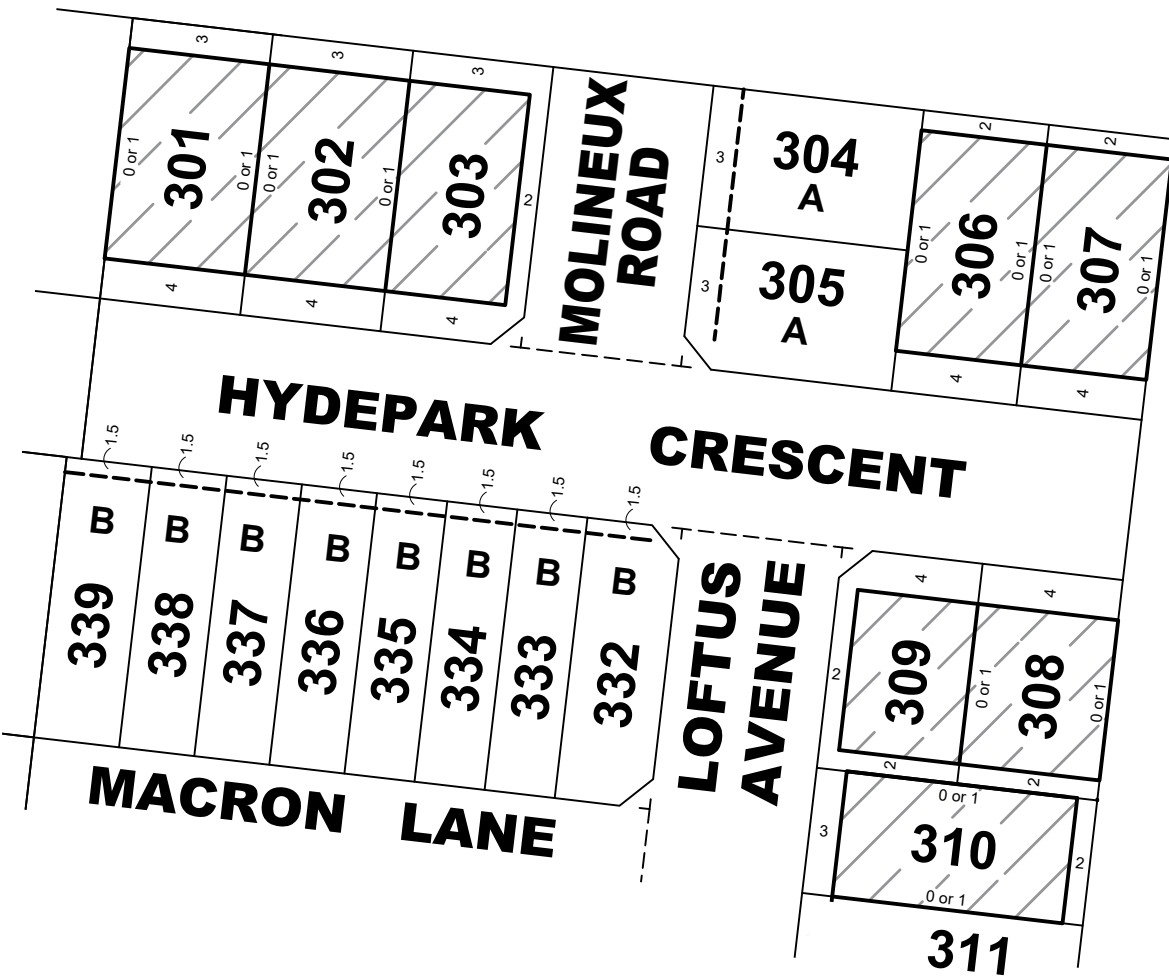 3
3
3
2
2
0 or 1
301
0 or 1
0 or 1
302
0 or 1
303
2
MOLINEUX
ROAD
3
304
A
3
305
A
0 or 1
306
0 or 1
0 or 1
307
0 or 1
4
4
4
4
4
HYDEPARK CRESCENT
1.5
1.5
1.5
1.5
1.5
1.5
1.5
1.5
B
B
B
B
B
B
B
B
339
338
337
336
335
334
333
332
LOFTUS
AVENUE
4
4
2
309
0 or 1
308
0 or 1
2
2
MACRON LANE
0 or 1
3
310
2
0 or 1
311